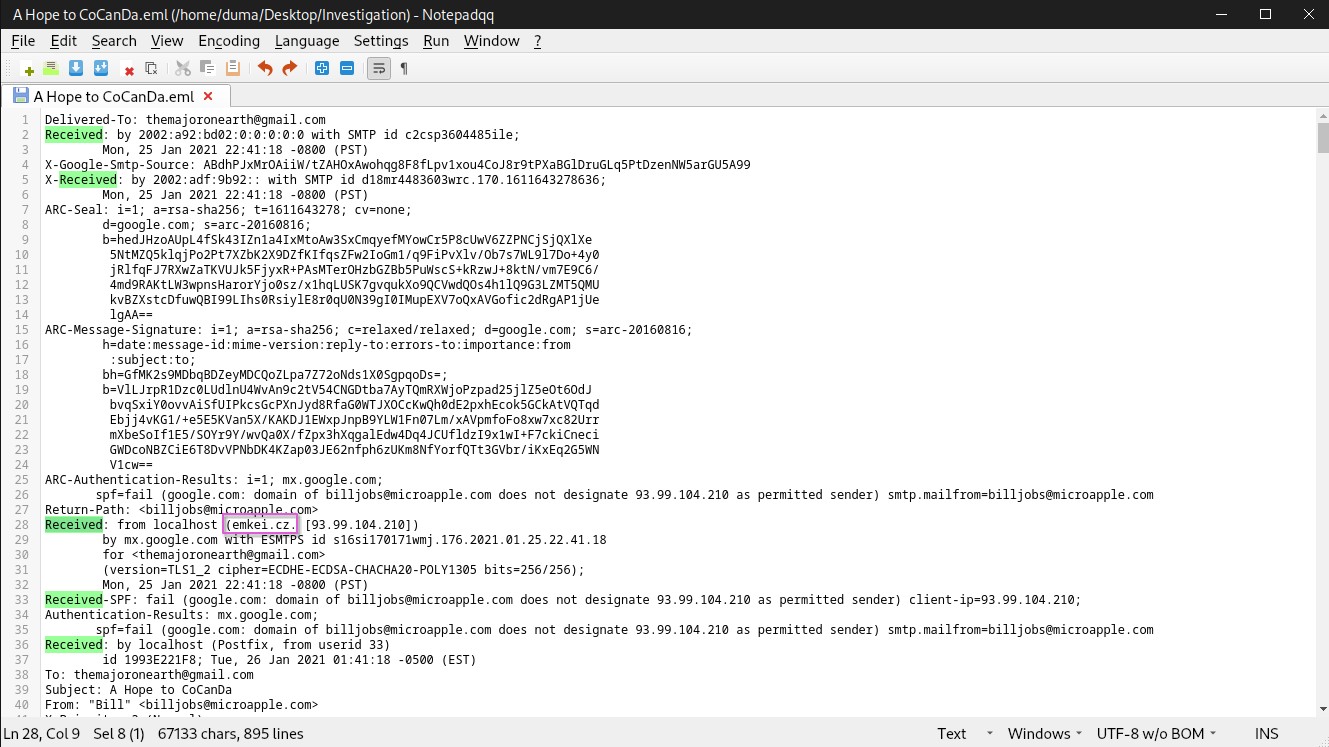 A Hope to CoCanDa.eml (/home/duma/Desktop/Investigation) - Notepadqq
File Edit Search View Encoding Language Settings Run Window ?
A Hope to CoCanDa.eml
1 Delivered-To: themajoronearth@gmail.com
2 Received: by 2002:a92:bd02:0:0:0:0:0 with SMTP id c2csp3604485ile;
3 Mon, 25 Jan 2021 22:41:18 -0800 (PST)
4 X-Google-Smtp-Source: ABdhPJxMrOAiiW/tZAHOxAwohqg8F8fLpv1xou4CoJ8r9tPXaBGlDruGLq5PtDzenNW5arGU5A99
5 X-Received: by 2002:adf:9b92:: with SMTP id d18mr4483603wrc.170.1611643278636;
6 Mon, 25 Jan 2021 22:41:18 -0800 (PST)
7 ARC-Seal: i=1; a=rsa-sha256; t=1611643278; cv=none;
8 d=google.com; s=arc-20160816;
9 b=hedJHzoAUpL4fSk43IZn1a4IxMtoAw3SxCmqyefMYowCr5P8cUwV6ZZPNCjSjQXlXe
10 5NtMZQ5klqjPo2Pt7XZbK2X9DZfKIfqsZFw2IoGm1/q9FiPvXlv/Ob7s7WL9l7Do+4y0
11 jRlfqFJ7RXwZaTKVUJk5FjyxR+PAsMTerOHzbGZBb5PuWscS+kRzwJ+8ktN/vm7E9C6/
12 4md9RAKtLW3wpnsHarorYjo0sz/x1hqLUSK7gvqukXo9QCVwdQOs4h1lQ9G3LZMT5QMU
13 kvBZXstcDfuwQBI99LIhs0RsiylE8r0qU0N39gI0IMupEXV7oQxAVGofic2dRgAP1jUe
14 lgAA==
15 ARC-Message-Signature: i=1; a=rsa-sha256; c=relaxed/relaxed; d=google.com; s=arc-20160816;
16 h=date:message-id:mime-version:reply-to:errors-to:importance:from
17 :subject:to;
18 bh=GfMK2s9MDbqBDZeyMDCQoZLpa7Z72oNds1X0SgpqoDs=;
19 b=VlLJrpR1Dzc0LUdlnU4WvAn9c2tV54CNGDtba7AyTQmRXWjoPzpad25jlZ5eOt6OdJ
20 bvqSxiY0ovvAiSfUIPkcsGcPXnJyd8RfaG0WTJXOCcKwQh0dE2pxhEcok5GCkAtVQTqd
21 Ebjj4vKG1/+e5E5KVan5X/KAKDJ1EWxpJnpB9YLW1Fn07Lm/xAVpmfoFo8xw7xc82Urr
22 mXbeSoIf1E5/SOYr9Y/wvQa0X/fZpx3hXqgalEdw4Dq4JCUfldzI9x1wI+F7ckiCneci
23 GWDcoNBZCiE6T8DvVPNbDK4KZap03JE62nfph6zUKm8NfYorfQTt3GVbr/iKxEq2G5WN
24 V1cw==
25 ARC-Authentication-Results: i=1; mx.google.com;
26 spf=fail (google.com: domain of billjobs@microapple.com does not designate 93.99.104.210 as permitted sender) smtp.mailfrom=billjobs@microapple.com
27 Return-Path: <billjobs@microapple.com>
28 Received: from localhost (emkei.cz. [93.99.104.210])
29 by mx.google.com with ESMTPS id s16si170171wmj.176.2021.01.25.22.41.18
30 for <themajoronearth@gmail.com>
31 (version=TLS1_2 cipher=ECDHE-ECDSA-CHACHA20-POLY1305 bits=256/256);
32 Mon, 25 Jan 2021 22:41:18 -0800 (PST)
33 Received-SPF: fail (google.com: domain of billjobs@microapple.com does not designate 93.99.104.210 as permitted sender) client-ip=93.99.104.210;
34 Authentication-Results: mx.google.com;
35 spf=fail (google.com: domain of billjobs@microapple.com does not designate 93.99.104.210 as permitted sender) smtp.mailfrom=billjobs@microapple.com
36 Received: by localhost (Postfix, from userid 33)
37 id 1993E221F8; Tue, 26 Jan 2021 01:41:18 -0500 (EST)
38 To: themajoronearth@gmail.com
39 Subject: A Hope to CoCanDa
40 From: "Bill" <billjobs@microapple.com>
Ln 28, Col 9 Sel 8 (1) 67133 chars, 895 lines Text Windows UTF-8 w/o BOM INS